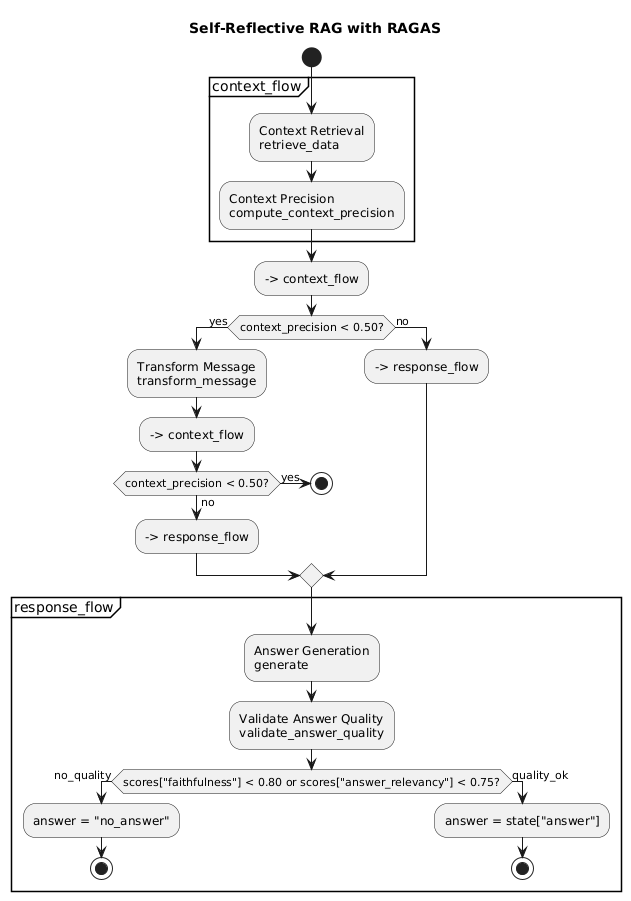 Self-Reflective RAG with RAGAS
context_flow
Context Retrieval
retrieve_data
Context Precision
compute_context_precision
-> context_flow
yes
context_precision < 0.50?
no
Transform Message
transform_message
-> response_flow
-> context_flow
context_precision < 0.50?
yes
no
-> response_flow
response_flow
Answer Generation
generate
Validate Answer Quality
validate_answer_quality
no_quality
scores["faithfulness"] < 0.80 or scores["answer_relevancy"] < 0.75?
quality_ok
answer = "no_answer"
answer = state["answer"]